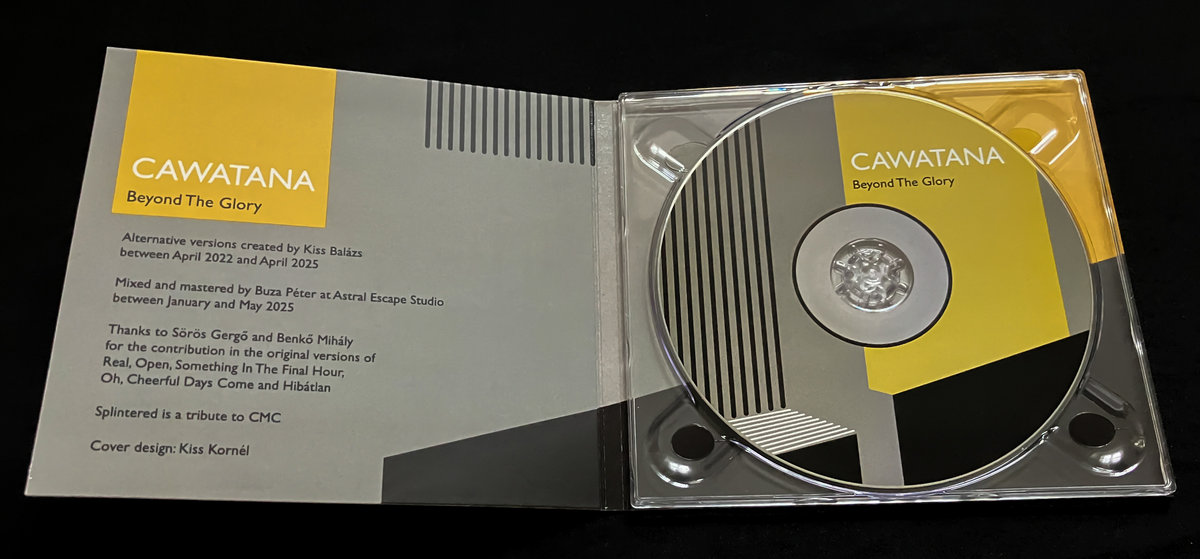 CAWATANA
Beyond The Glory
Alternative versions created by Kiss Balázs
between April 2022 and April 2025
Mixed and mastered by Buza Péter at Astral Escape Studio
between January and May 2025
Thanks to Sörös Gergő and Benkő Mihály
for the contribution in the original versions of
Real, Open, Something In The Final Hour,
Oh, Cheerful Days Come and Hibátlan
Splintered is a tribute to CMC
Cover design: Kiss Kornél
CAWATANA
Beyond The Glory